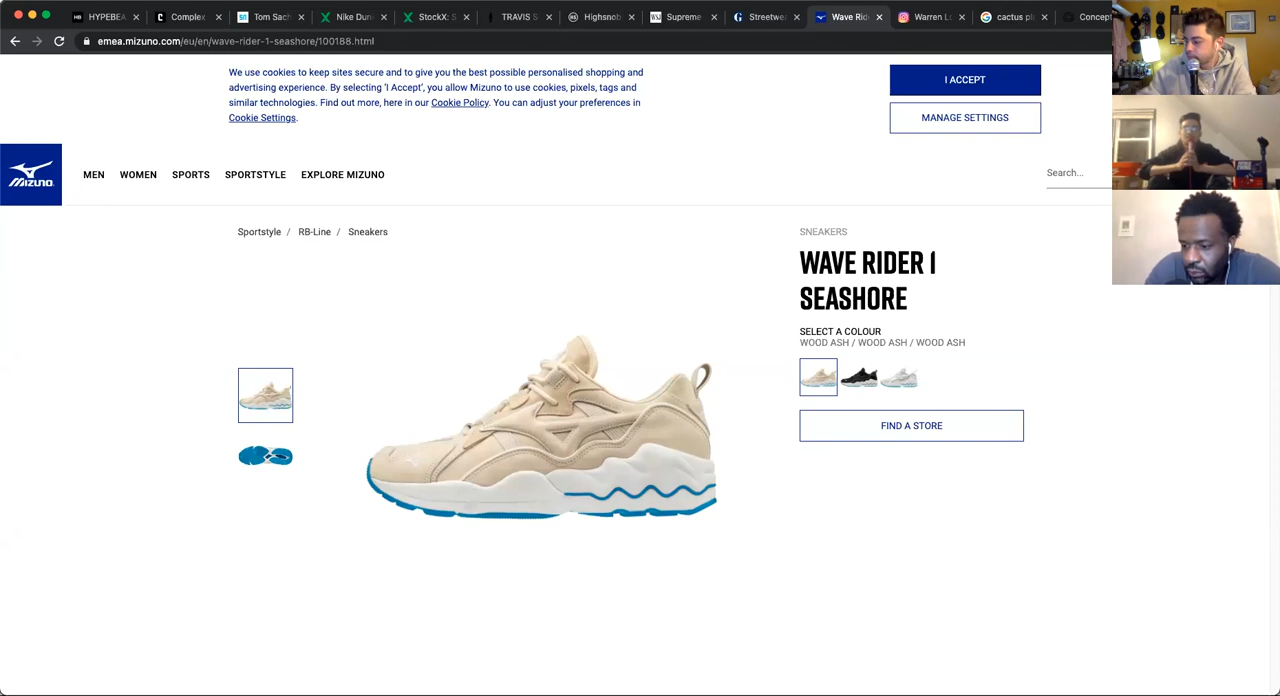 HYPEBEA
Complex
Tom Sach
Nike Dun
StockX: S
TRAVIS S
Highsnob
Supreme
Streetwea
Wave Ride
Warren Lo
cactus pl
Concept
emea.mizuno.com/eu/en/wave-rider-1-seashore/100188.html
We use cookies to keep sites secure and to give you the best possible personalised shopping and
advertising experience. By selecting 'I Accept', you allow Mizuno to use cookies, pixels, tags and
similar technologies. Find out more, here in our Cookie Policy. You can adjust your preferences in
Cookie Settings.
I ACCEPT
MANAGE SETTINGS
MIZUNO
MEN
WOMEN
SPORTS
SPORTSTYLE
EXPLORE MIZUNO
Search...
Sportstyle / RB-Line / Sneakers
SNEAKERS
WAVE RIDER 1
SEASHORE
SELECT A COLOUR
WOOD ASH / WOOD ASH / WOOD ASH
FIND A STORE